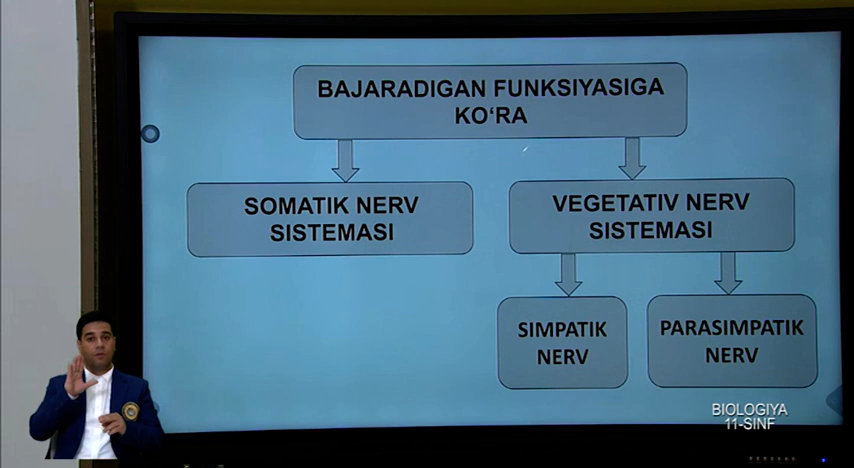 BAJARADIGAN FUNKSIYASIGA
KO‘RA
SOMATIK NERV
SISTEMASI
VEGETATIV NERV
SISTEMASI
SIMPATIK
NERV
PARASIMPATIK
NERV
BIOLOGIYA
11-SINF